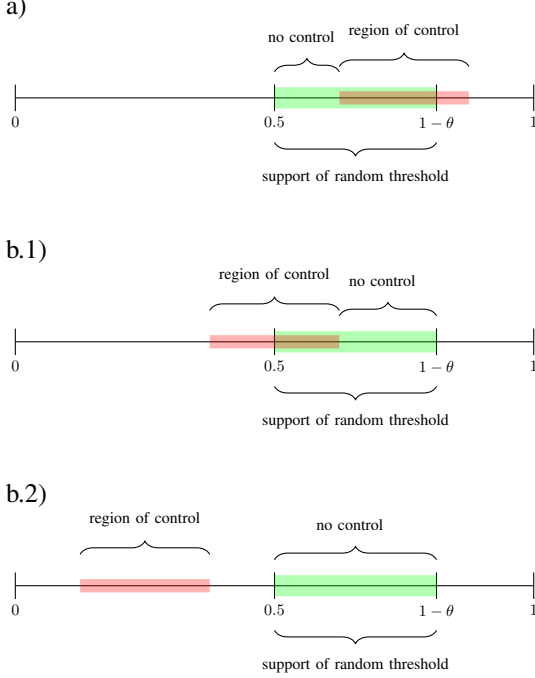 a)
no control
region of control
0
0.5
1 − θ
1
support of random threshold
b.1)
region of control
no control
0
0.5
1 − θ
1
support of random threshold
b.2)
region of control
no control
0
0.5
1 − θ
1
support of random threshold